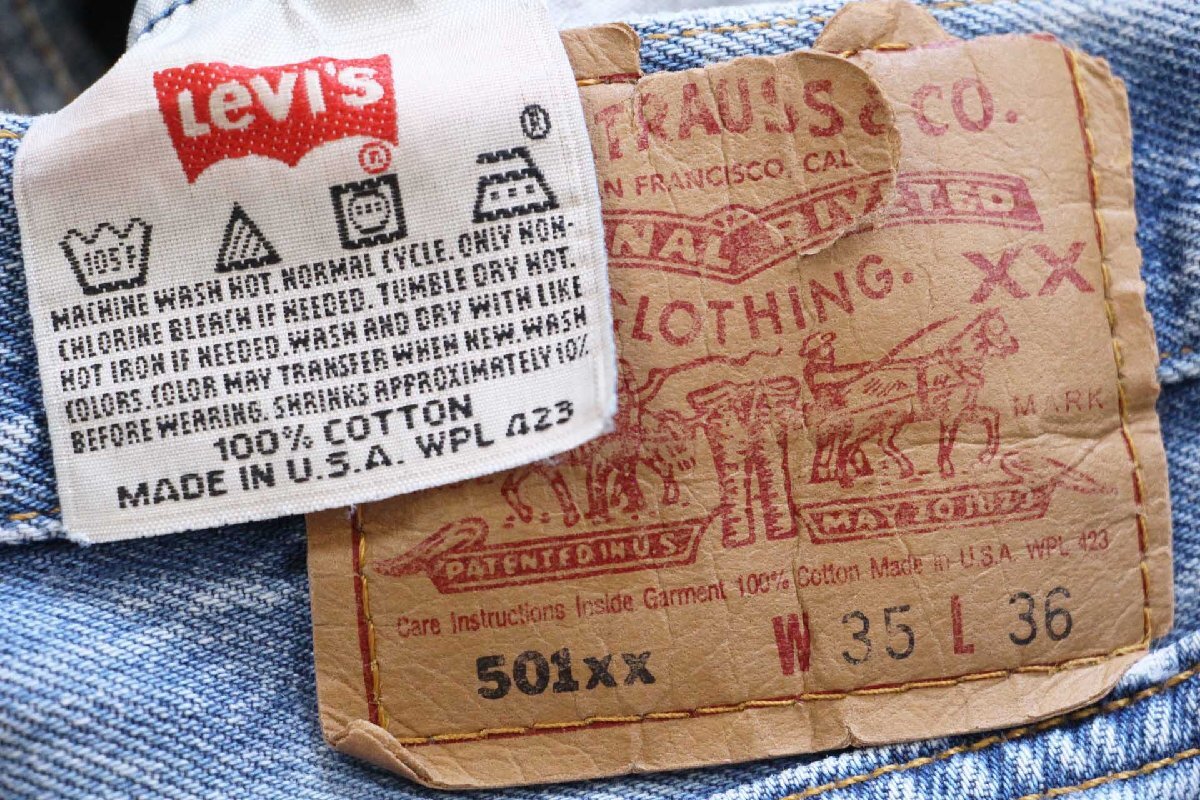 Levi's
®
®
105F
MACHINE WASH HOT. NORMAL CYCLE. ONLY NON-
CHLORINE BLEACH IF NEEDED. TUMBLE DRY HOT.
HOT IRON IF NEEDED. WASH AND DRY WITH LIKE
COLORS. COLOR MAY TRANSFER WHEN NEW. WASH
BEFORE WEARING. SHRINKS APPROXIMATELY 10%.
100% COTTON
MADE IN U.S.A. WPL 423
TRAUSS & CO.
N FRANCISCO, CAL
NAL RIVETED
CLOTHING. XX
MARK
PATENTED IN U.S. MAY 20 1873
Care Instructions Inside Garment 100% Cotton Made in U.S.A. WPL 423
501xx W 35 L 36